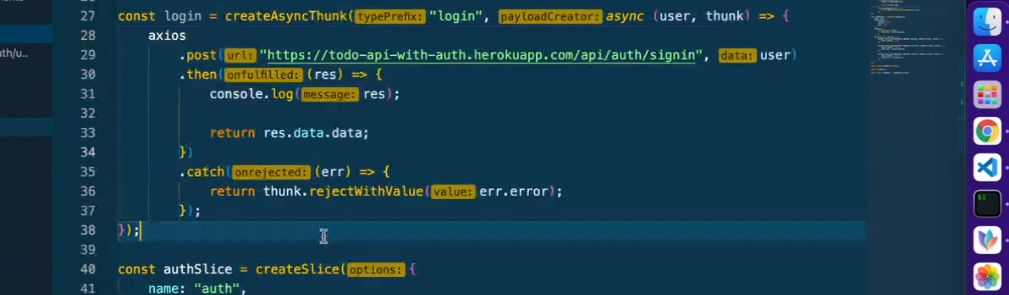 27 const login = createAsyncThunk( typePrefix: "login", payloadCreator: async (user, thunk) => {
28 axios
29 .post( url: "https://todo-api-with-auth.herokuapp.com/api/auth/signin", data: user)
30 .then( onfulfilled: (res) => {
31 console.log( message: res);
32
33 return res.data.data;
34 })
35 .catch( onrejected: (err) => {
36 return thunk.rejectWithValue( value: err.error);
37 });
38 });
39
40 const authSlice = createSlice( options: {
41 name: "auth",
th/u..